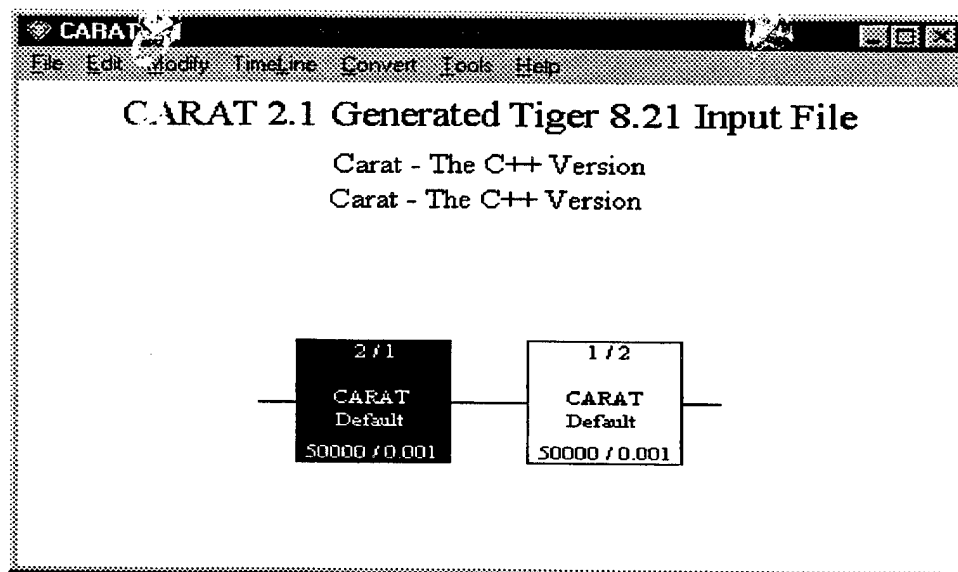 CARAT
File Edit Modify TimeLine Convert Tools Help
CARAT 2.1 Generated Tiger 8.21 Input File
Carat - The C++ Version
Carat - The C++ Version
2 / 1
CARAT
Default
50000 / 0.001
1 / 2
CARAT
Default
50000 / 0.001